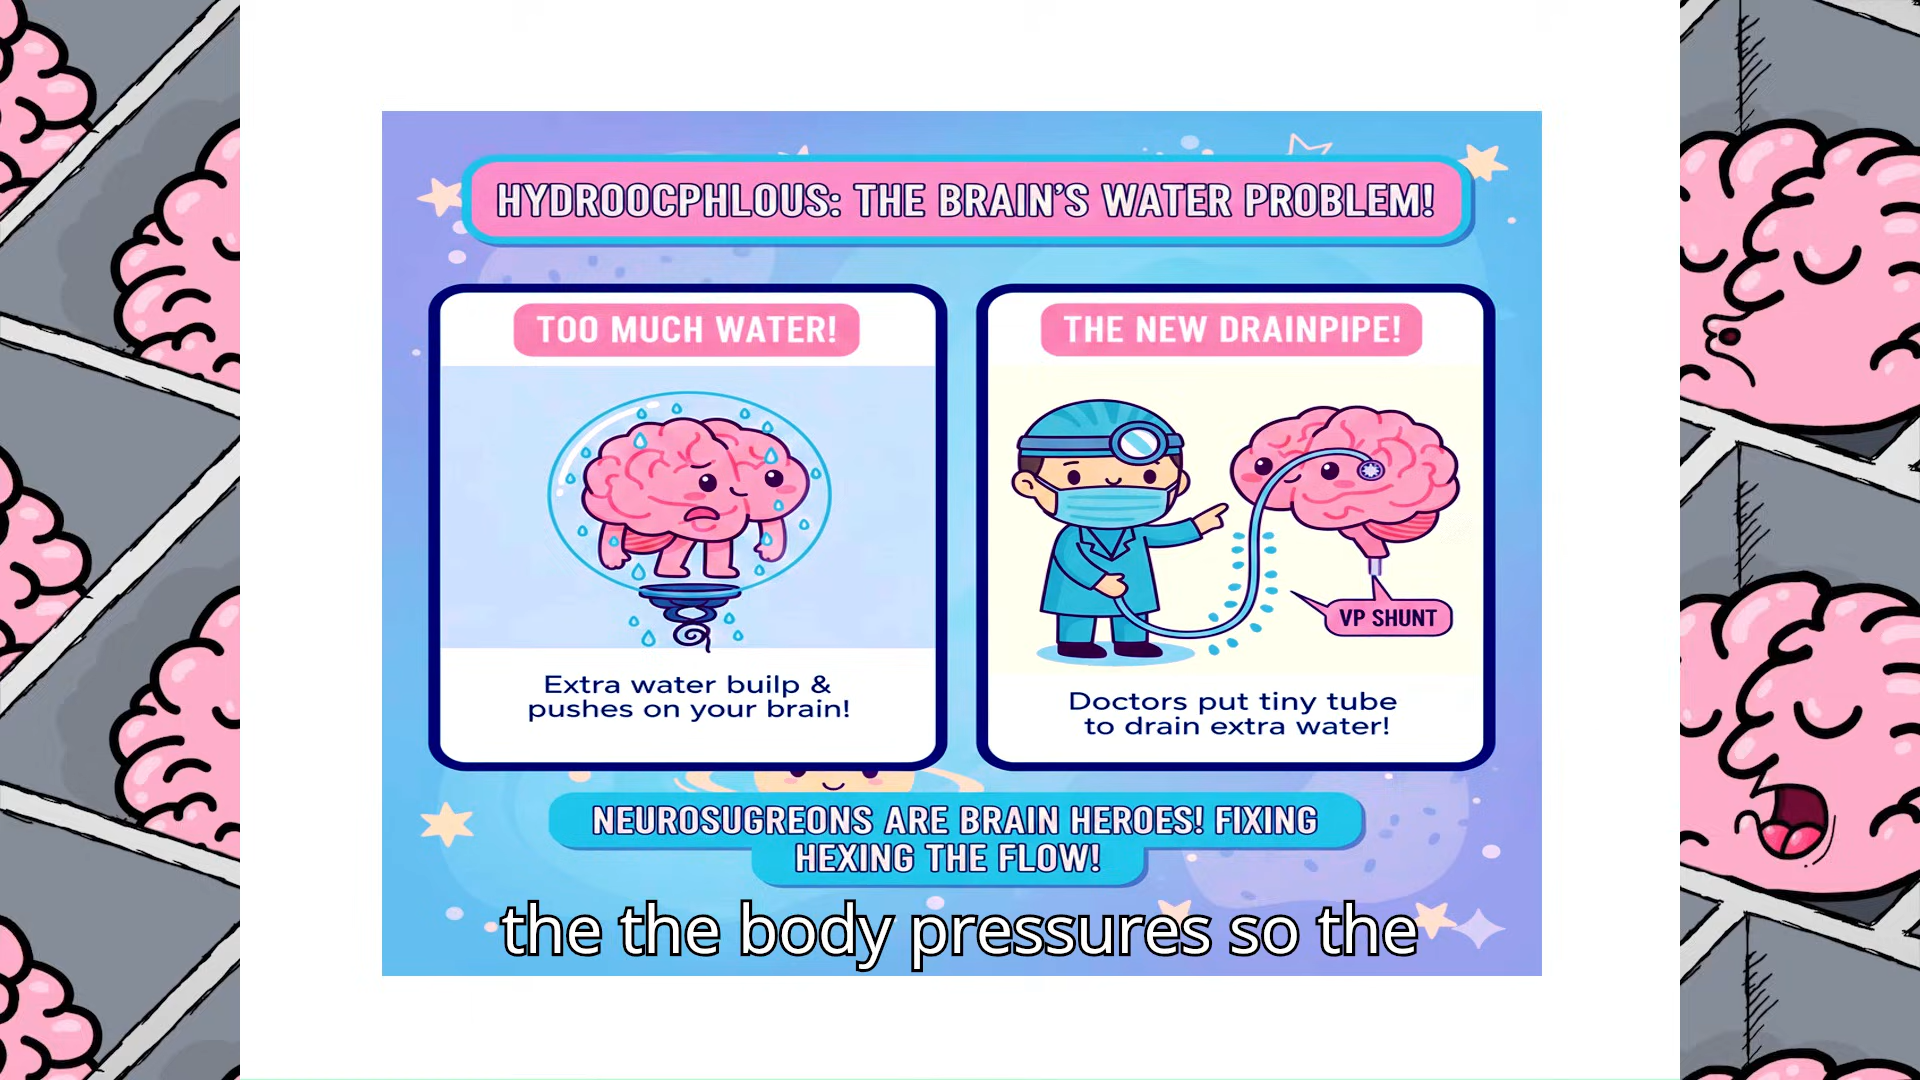 HYDROOCPHLOUS: THE BRAIN'S WATER PROBLEM!
TOO MUCH WATER!
Extra water builp &
pushes on your brain!
THE NEW DRAINPIPE!
VP SHUNT
Doctors put tiny tube
to drain extra water!
NEUROSUGREONS ARE BRAIN HEROES! FIXING
HEXING THE FLOW!
the the body pressures so the